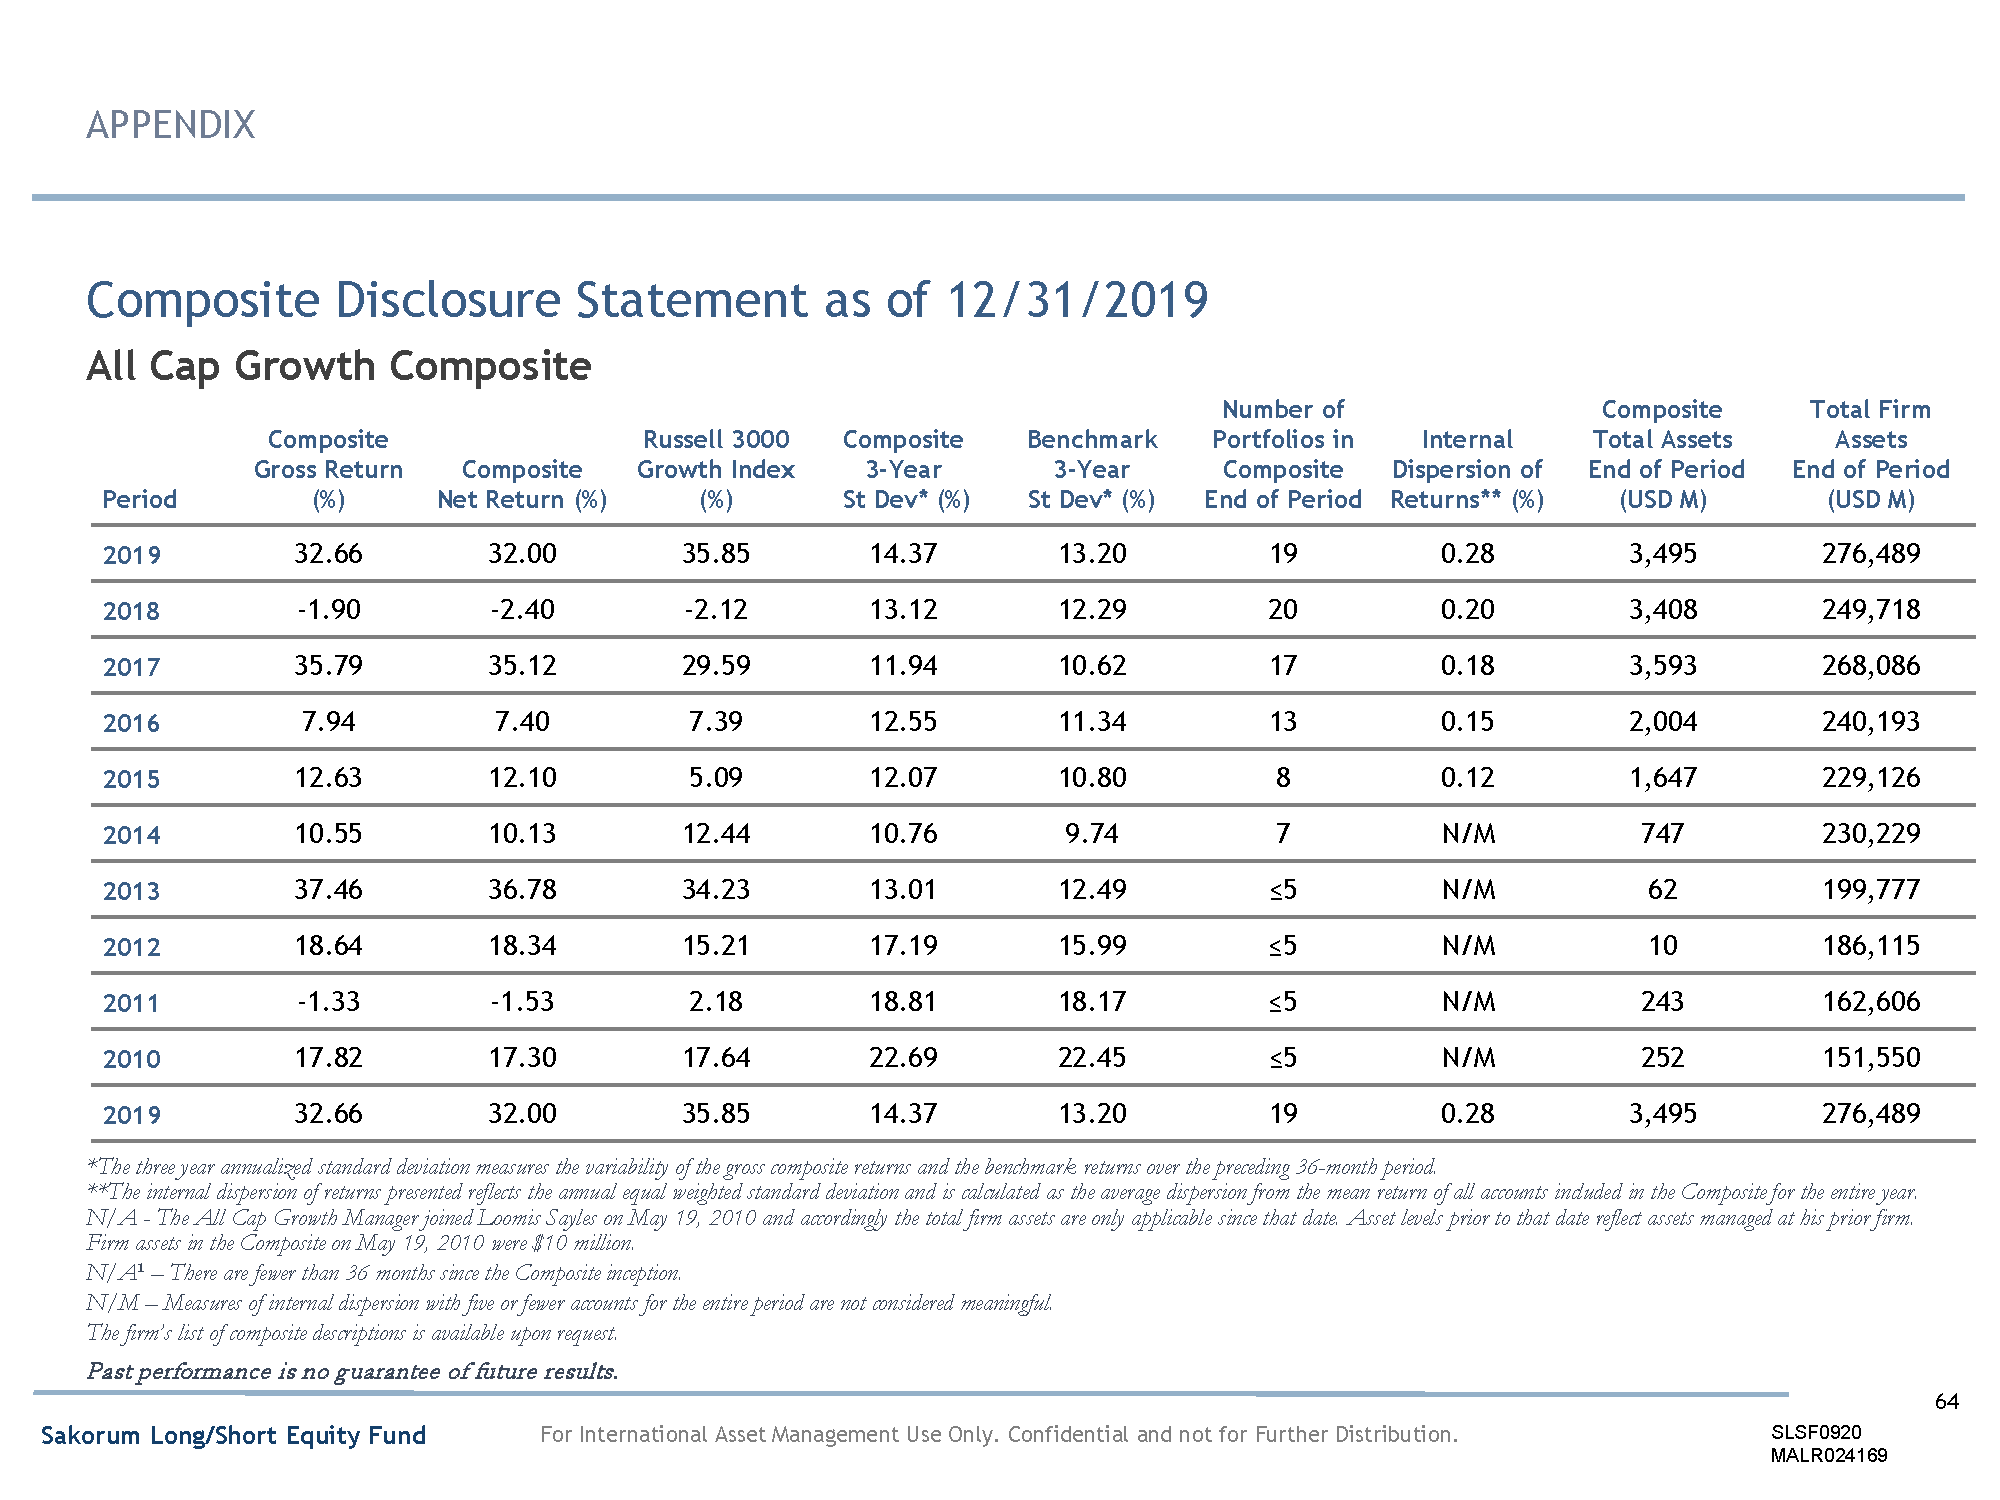 APPENDIX
Composite Disclosure Statement as of 12/31/2019
All Cap Growth Composite
Number of Composite Total Firm
Composite Russell 3000 Composite Benchmark Portfolios in Internal Total Assets Assets
Gross Return Composite Growth Index 3-Year 3-Year Composite Dispersion of End of Period End of Period
Period (%) Net Return (%) (%) St Dev* (%) St Dev* (%) End of Period Returns** (%) (USD M) (USD M)
2019 32.66 32.00 35.85 14.37 13.20 19 0.28 3,495 276,489
2018 -1.90 -2.40 -2.12 13.12 12.29 20 0.20 3,408 249,718
2017 35.79 35.12 29.59 11.94 10.62 17 0.18 3,593 268,086
2016 7.94 7.40 7.39 12.55 11.34 13 0.15 2,004 240,193
2015 12.63 12.10 5.09 12.07 10.80 8 0.12 1,647 229,126
2014 10.55 10.13 12.44 10.76 9.74 7 N/M 747 230,229
2013 37.46 36.78 34.23 13.01 12.49 ≤5 N/M 62 199,777
2012 18.64 18.34 15.21 17.19 15.99 ≤5 N/M 10 186,115
2011 -1.33 -1.53 2.18 18.81 18.17 ≤5 N/M 243 162,606
2010 17.82 17.30 17.64 22.69 22.45 ≤5 N/M 252 151,550
2019 32.66 32.00 35.85 14.37 13.20 19 0.28 3,495 276,489
*The three year annualized standard deviation measures the variability of the gross composite returns and the benchmark returns over the preceding 36-month period.
**The internal dispersion of returns presented reflects the annual equal weighted standard deviation and is calculated as the average dispersion from the mean return of all accounts included in the Composite for the entire year.
N/A - The All Cap Growth Manager joined Loomis Sayles on May 19, 2010 and accordingly the total firm assets are only applicable since that date. Asset levels prior to that date reflect assets managed at his prior firm.
Firm assets in the Composite on May 19, 2010 were $10 million.
N/A¹ – There are fewer than 36 months since the Composite inception.
N/M – Measures of internal dispersion with five or fewer accounts for the entire period are not considered meaningful.
The firm's list of composite descriptions is available upon request.
Past performance is no guarantee of future results.
64
Sakorum Long/Short Equity Fund For International Asset Management Use Only. Confidential and not for Further Distribution. SLSF0920
MALR024169